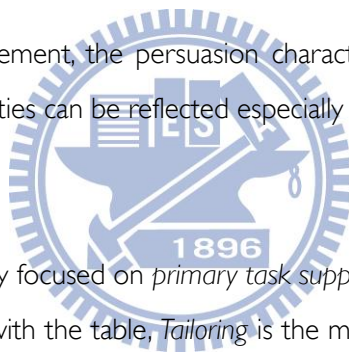 ement, the persuasion charact
ties can be reflected especially
E S
1896
y focused on primary task supp
with the table, Tailoring is the m